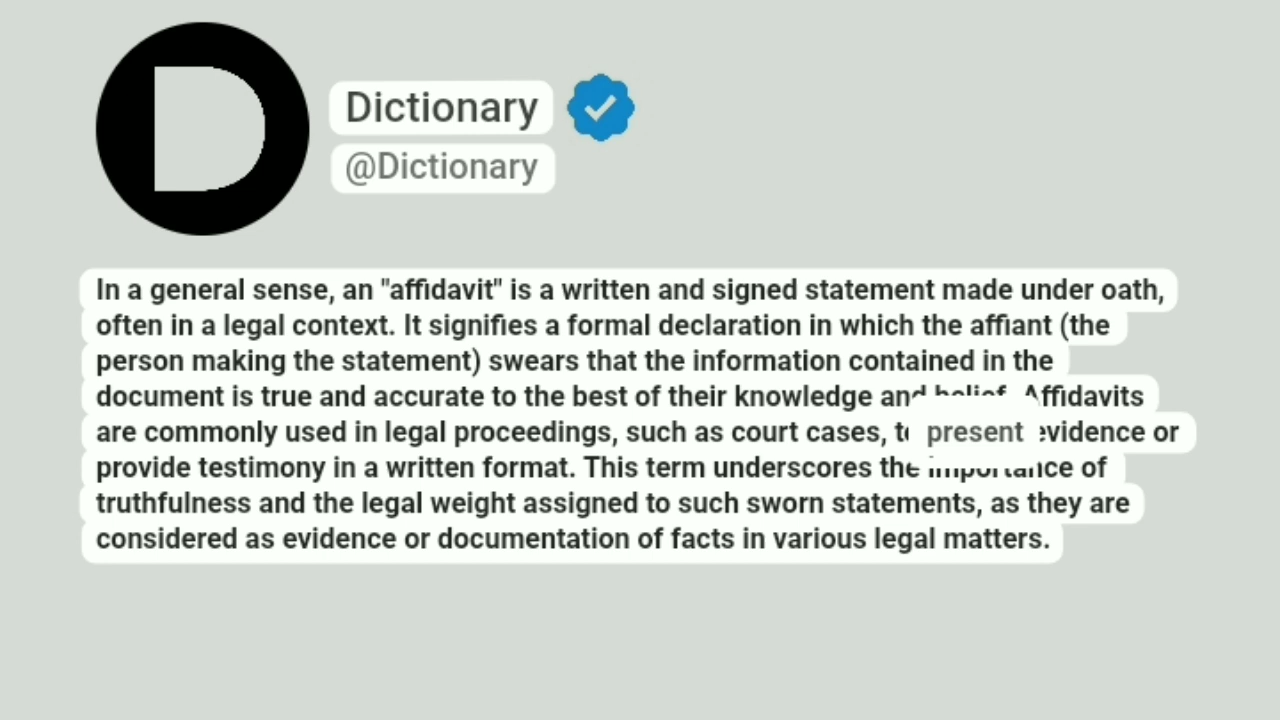 D
Dictionary
@Dictionary
In a general sense, an "affidavit" is a written and signed statement made under oath,
often in a legal context. It signifies a formal declaration in which the affiant (the
person making the statement) swears that the information contained in the
document is true and accurate to the best of their knowledge and belief. Affidavits
are commonly used in legal proceedings, such as court cases, to present evidence or
provide testimony in a written format. This term underscores the importance of
truthfulness and the legal weight assigned to such sworn statements, as they are
considered as evidence or documentation of facts in various legal matters.